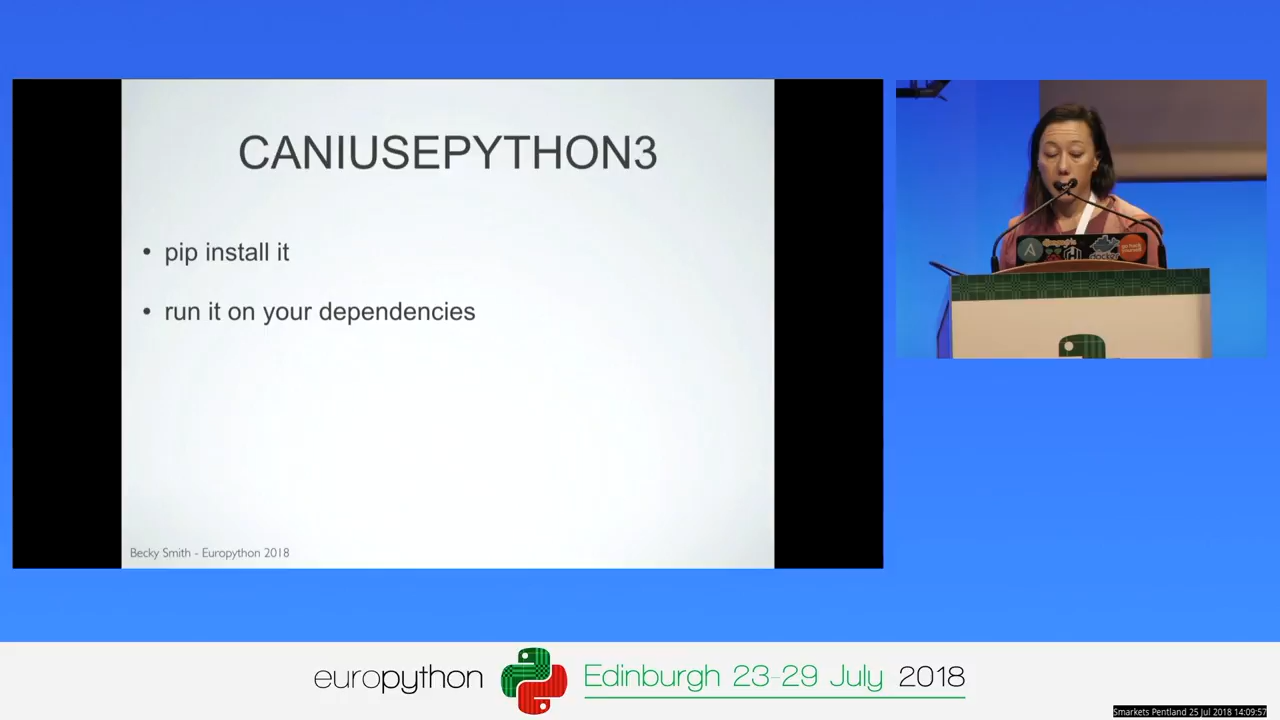 CANIUSEPYTHON3
• pip install it
• run it on your dependencies
Becky Smith - Europython 2018
europython
Edinburgh 23-29 July 2018
Smarkets Pentland 25 Jul 2018 14:09:57